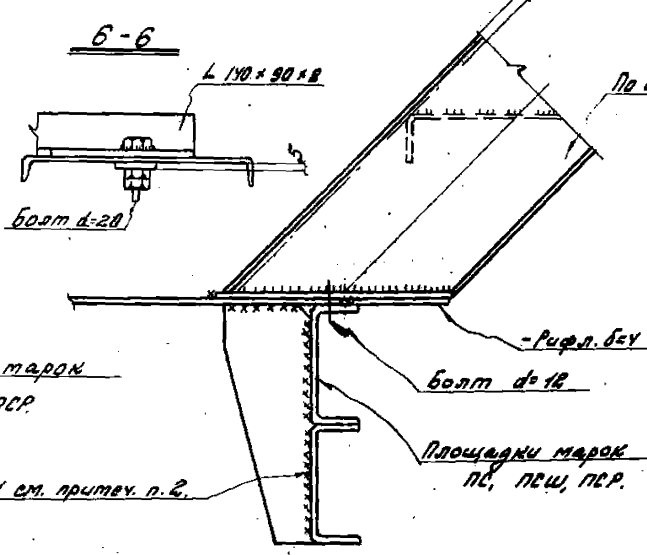 6 - 6
L 140 × 90 × 8
По
5
Болт d=20
-Рифл. δ=4
марок
Болт d=12
ПСР.
Площадки марок
ПС, ПСШ, ПСР.
см. примеч. п. 2.